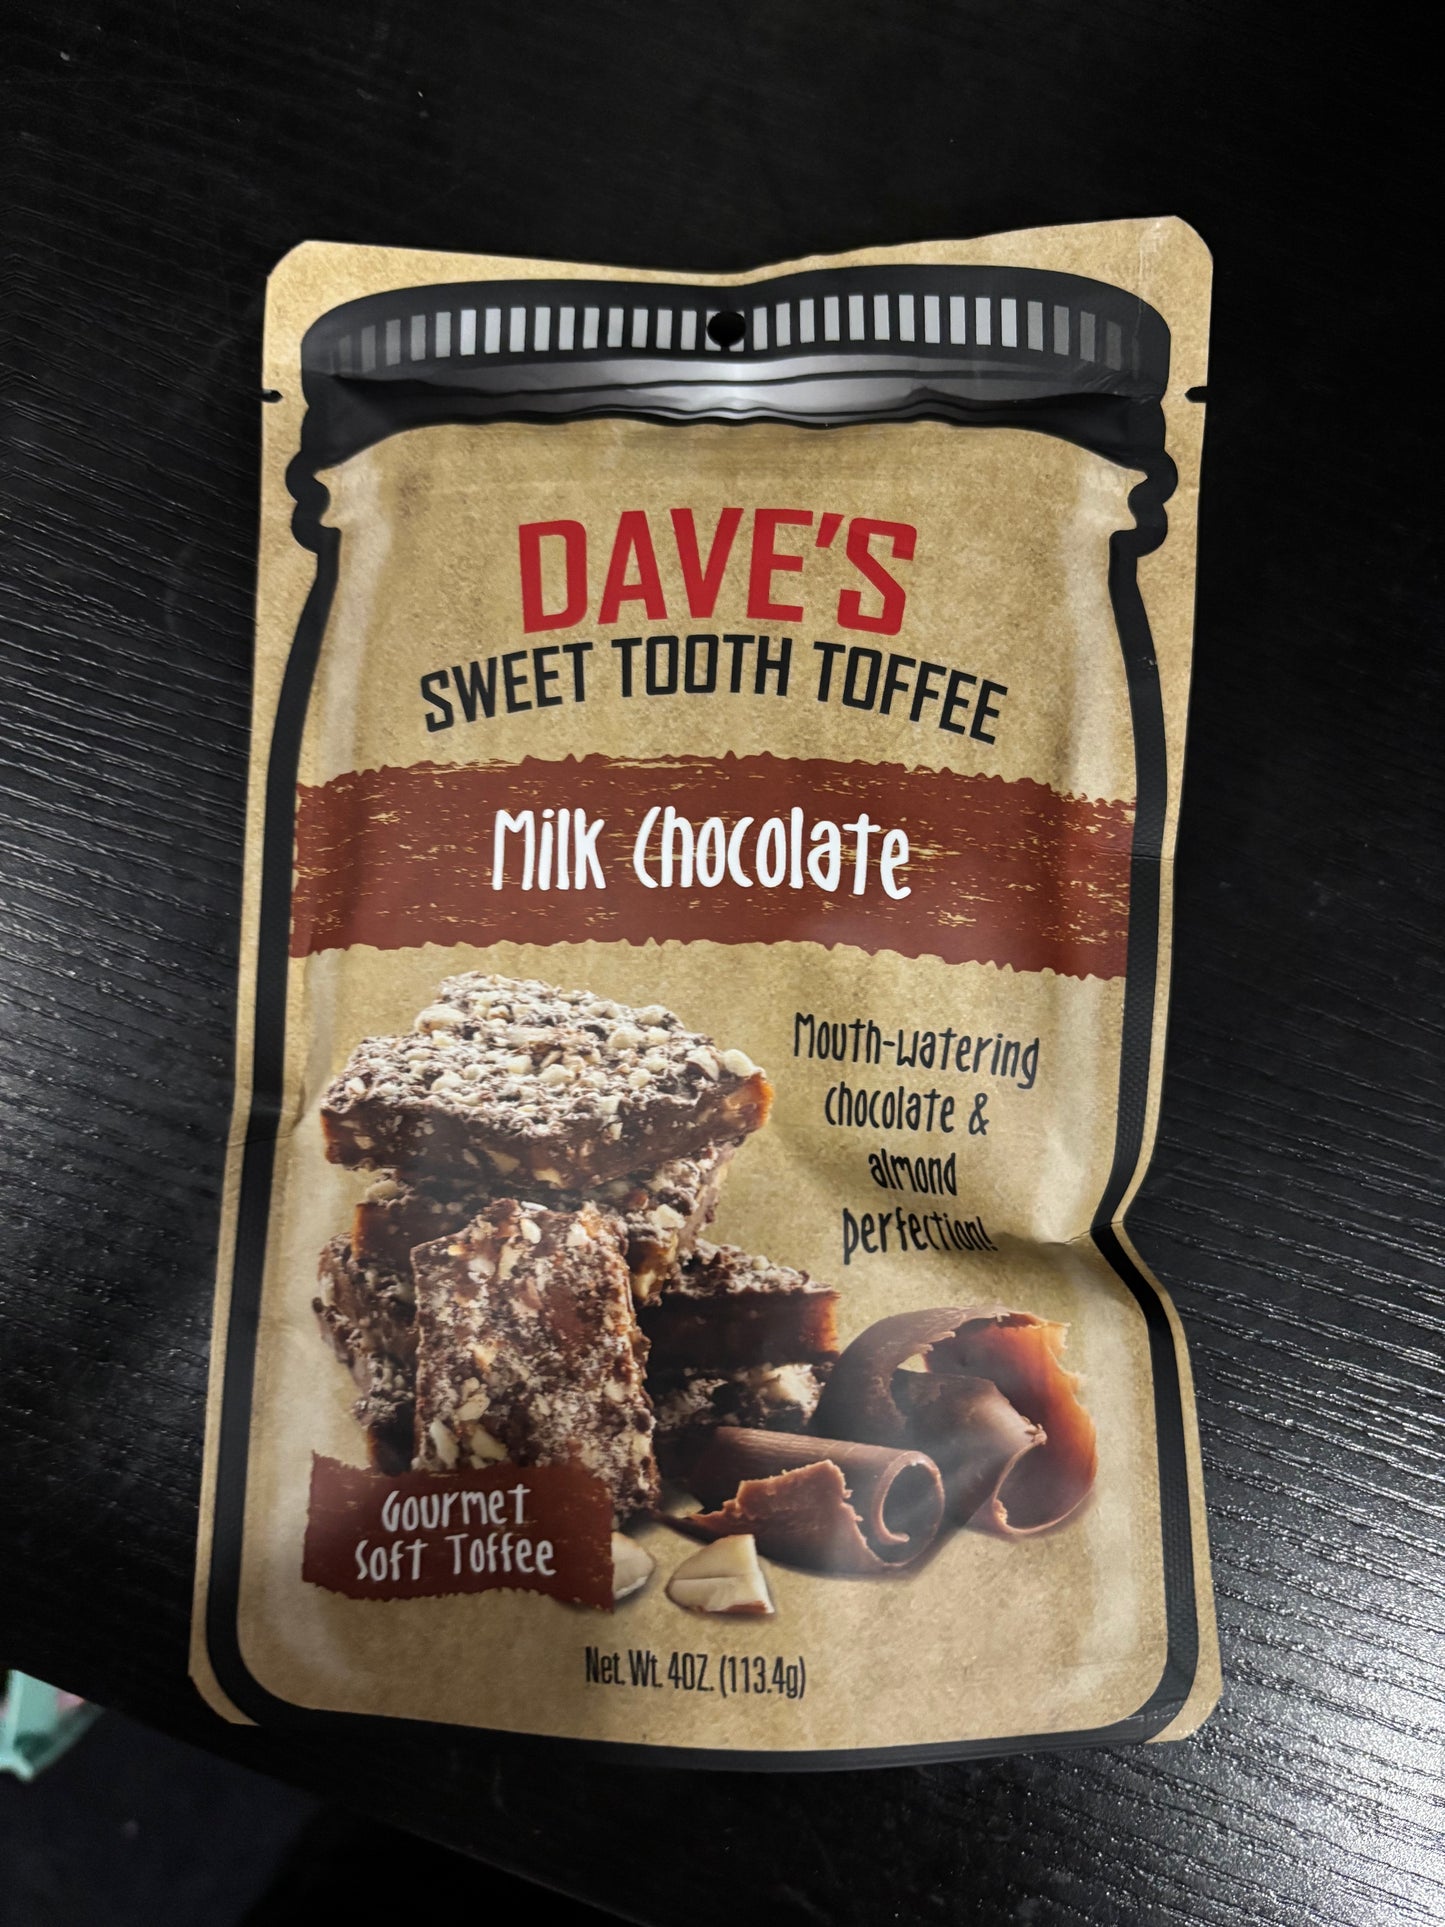 DAVE'S
SWEET TOOTH TOFFEE
Milk Chocolate
Mouth-watering
chocolate &
almond
perfection!
Gourmet
Soft Toffee
Net. Wt. 4OZ. (113.4g)